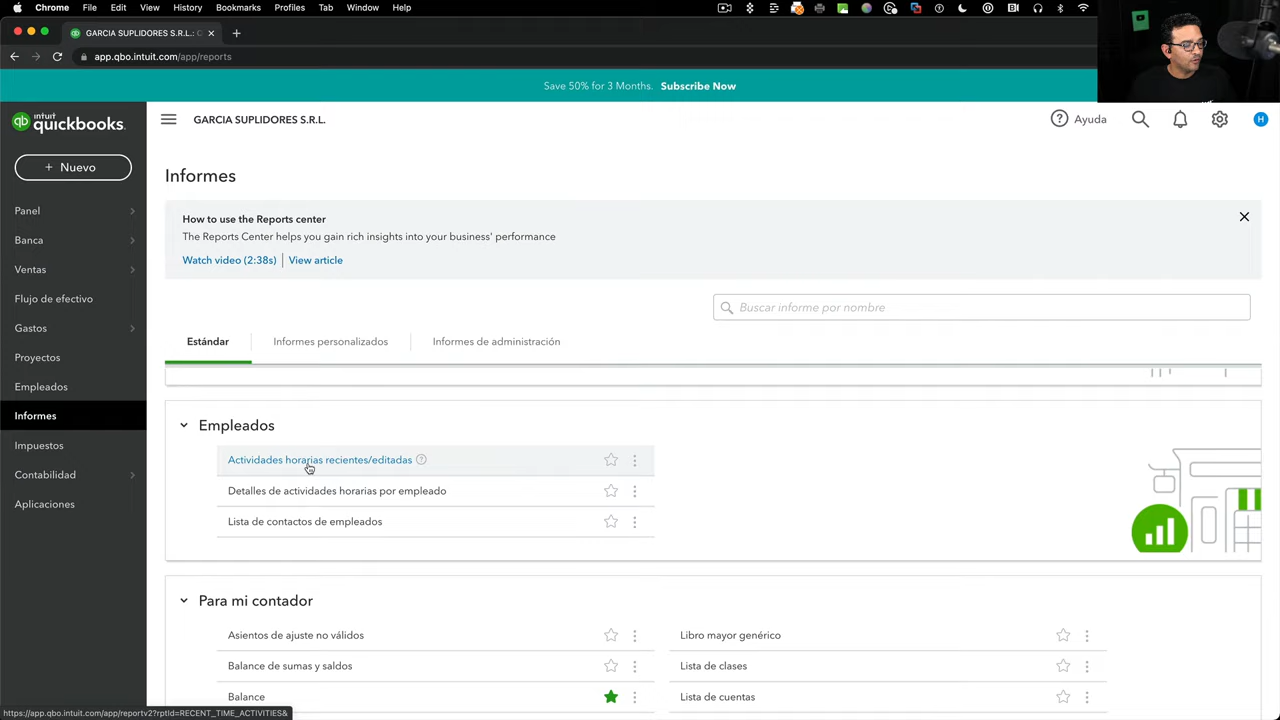 Chrome File Edit View History Bookmarks Profiles Tab Window Help
GARCIA SUPLIDORES S.R.L.: C
app.qbo.intuit.com/app/reports
Save 50% for 3 Months. Subscribe Now
intuit
quickbooks.
GARCIA SUPLIDORES S.R.L.
Ayuda
H
+ Nuevo
Panel
Banca
Ventas
Flujo de efectivo
Gastos
Proyectos
Empleados
Informes
Impuestos
Contabilidad
Aplicaciones
Informes
How to use the Reports center
The Reports Center helps you gain rich insights into your business' performance
Watch video (2:38s) | View article
Buscar informe por nombre
Estándar
Informes personalizados
Informes de administración
Empleados
Actividades horarias recientes/editadas
Detalles de actividades horarias por empleado
Lista de contactos de empleados
Para mi contador
Asientos de ajuste no válidos
Libro mayor genérico
Balance de sumas y saldos
Lista de clases
Balance
Lista de cuentas
https://app.qbo.intuit.com/app/reportv2?rptId=RECENT_TIME_ACTIVITIES&